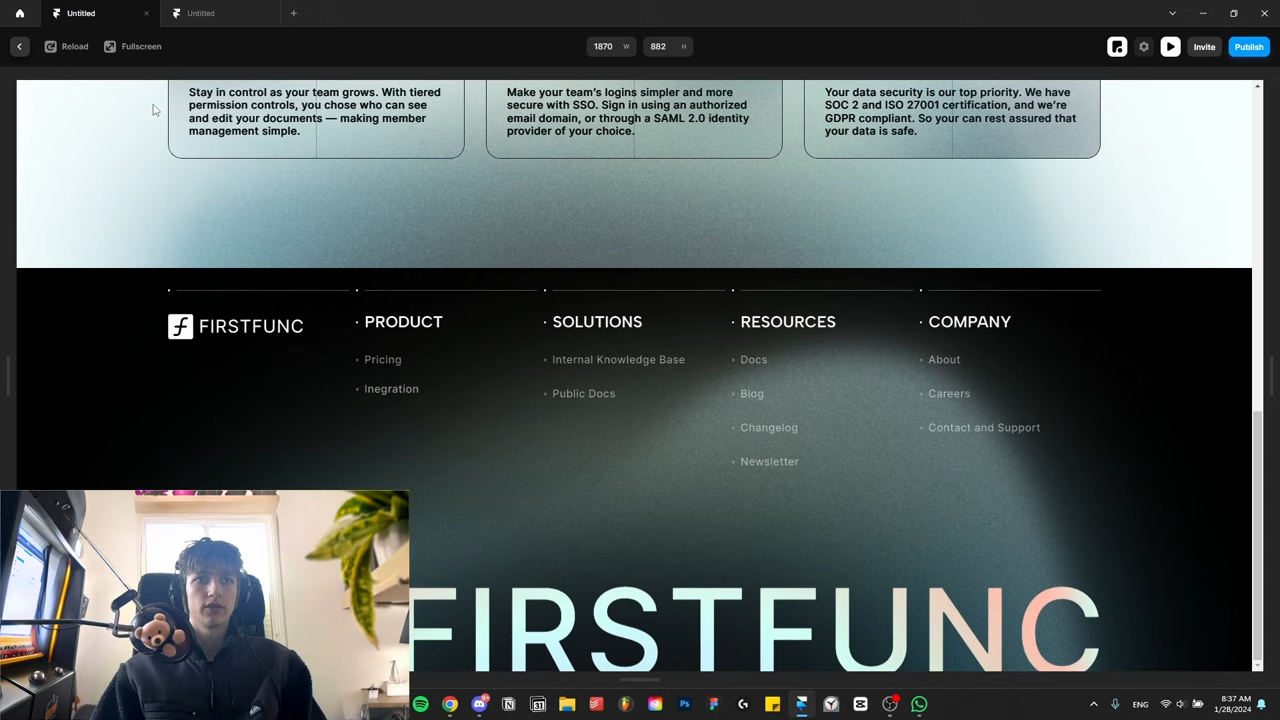 Untitled
Untitled
Reload
Fullscreen
1870 W
882 H
Invite
Publish
Stay in control as your team grows. With tiered
permission controls, you chose who can see
and edit your documents — making member
management simple.
Make your team's logins simpler and more
secure with SSO. Sign in using an authorized
email domain, or through a SAML 2.0 identity
provider of your choice.
Your data security is our top priority. We have
SOC 2 and ISO 27001 certification, and we're
GDPR compliant. So your can rest assured that
your data is safe.
FIRSTFUNC
PRODUCT
Pricing
Inegration
SOLUTIONS
Internal Knowledge Base
Public Docs
RESOURCES
Docs
Blog
Changelog
Newsletter
COMPANY
About
Careers
Contact and Support
FIRSTFUNC
ENG
8:37 AM
1/28/2024